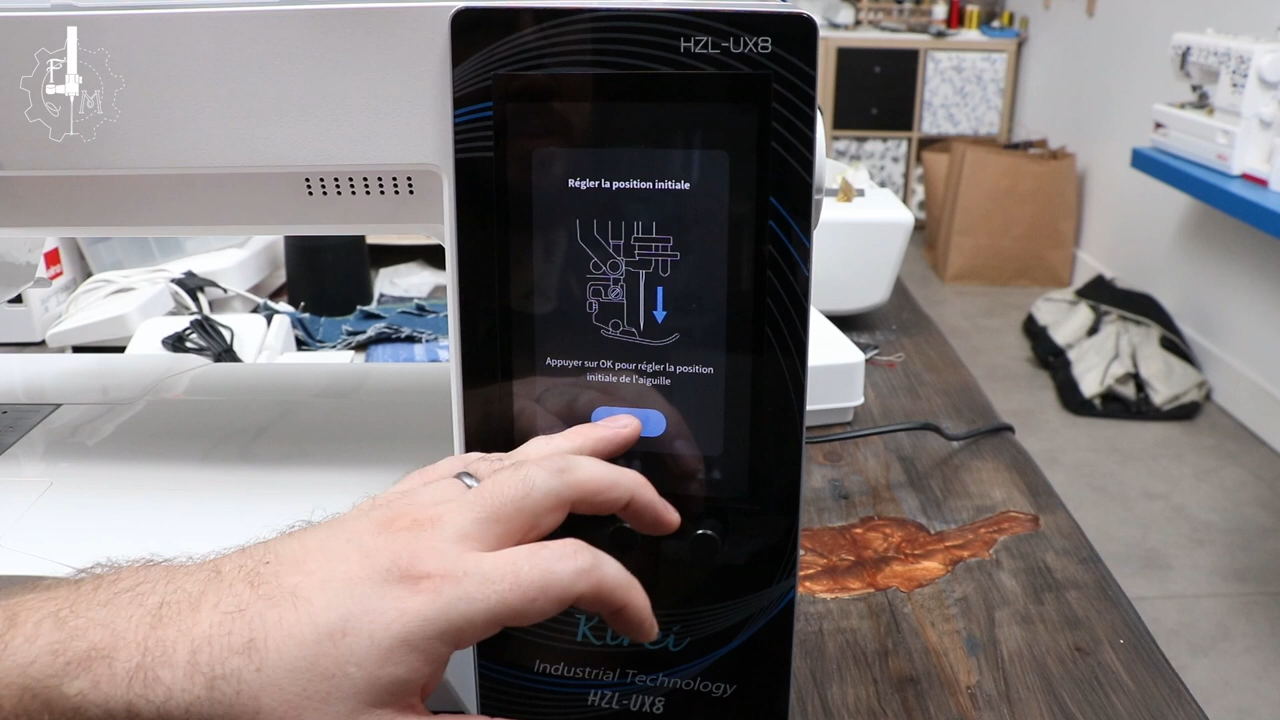 HZL-UX8
Régler la position initiale
Appuyer sur OK pour régler la position
initiale de l'aiguille
Kirei
Industrial Technology
HZL-UX8